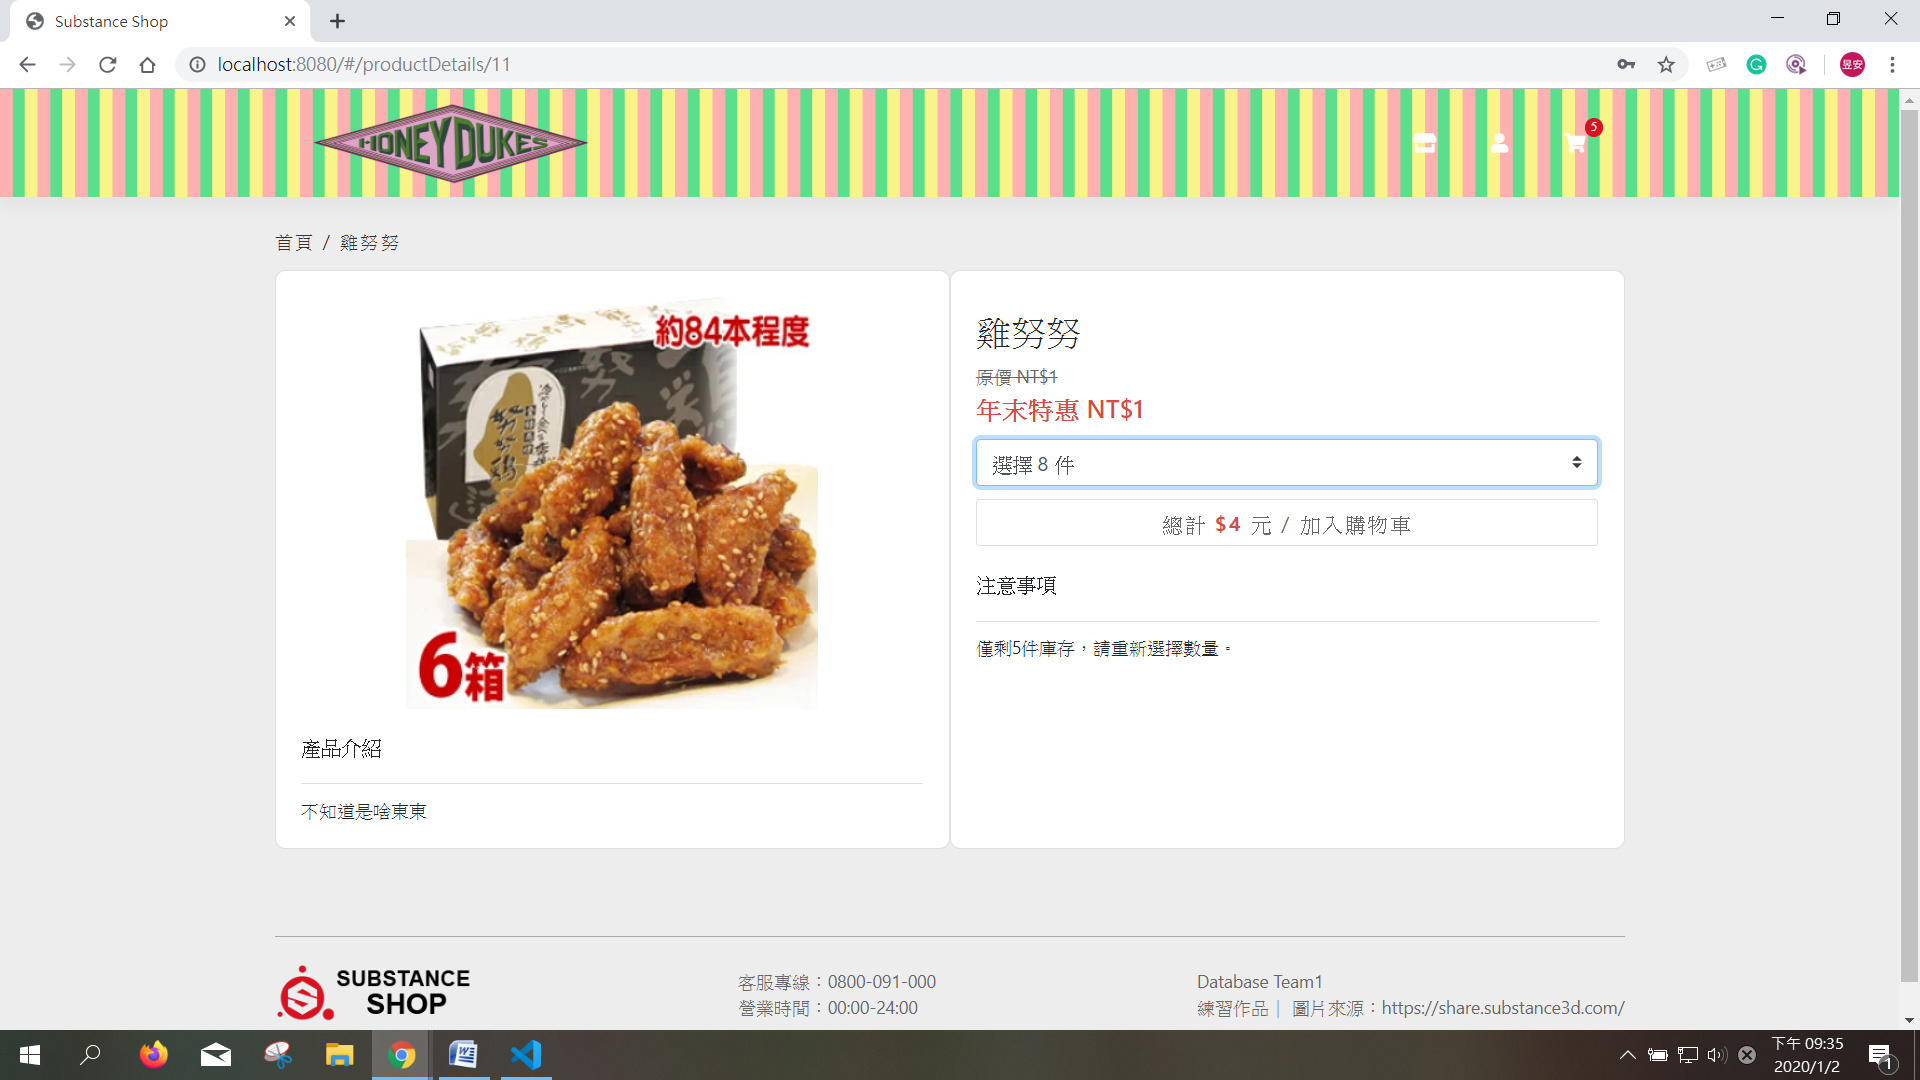 Substance Shop
localhost:8080/#/productDetails/11
昱安
HONEYDUKES
5
首頁 / 雞努努
約84本程度
6箱
雞努努
原價 NT$1
年末特惠 NT$1
選擇 8 件
總計 $4 元 / 加入購物車
注意事項
僅剩5件庫存，請重新選擇數量。
產品介紹
不知道是啥東東
SUBSTANCE
SHOP
客服專線：0800-091-000
營業時間：00:00-24:00
Database Team1
練習作品｜ 圖片來源：https://share.substance3d.com/
下午 09:35
2020/1/2
1